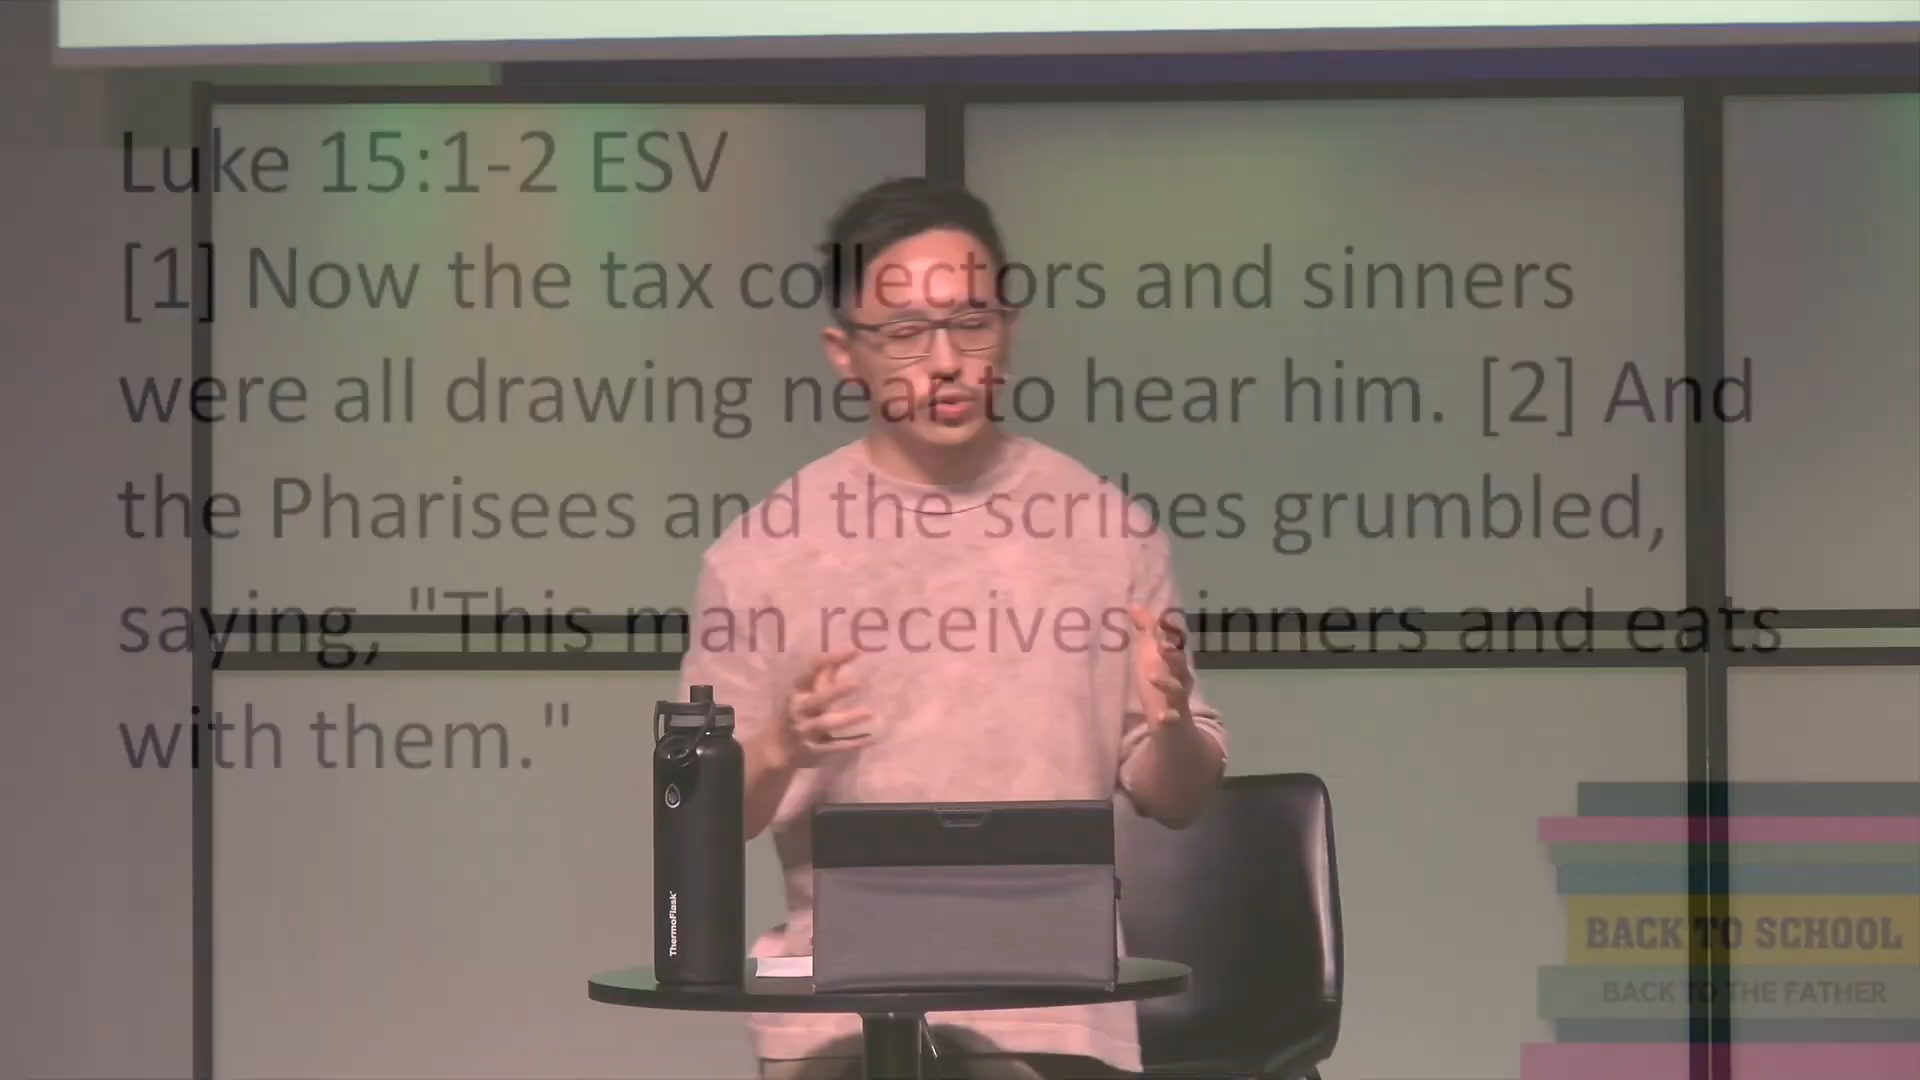 Luke 15:1-2 ESV
[1] Now the tax collectors and sinners
were all drawing near to hear him. [2] And
the Pharisees and the scribes grumbled,
saying, "This man receives sinners and eats
with them."
ThermoFlask
BACK TO SCHOOL
BACK TO THE FATHER